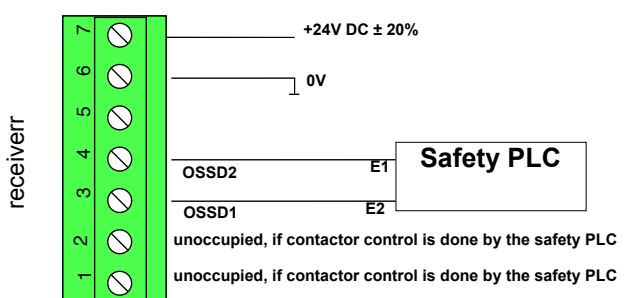 7
+24V DC ± 20%
6
0V
5
4
OSSD2
E1
Safety PLC
3
OSSD1
E2
2
unoccupied, if contactor control is done by the safety PLC
1
unoccupied, if contactor control is done by the safety PLC
receiverr